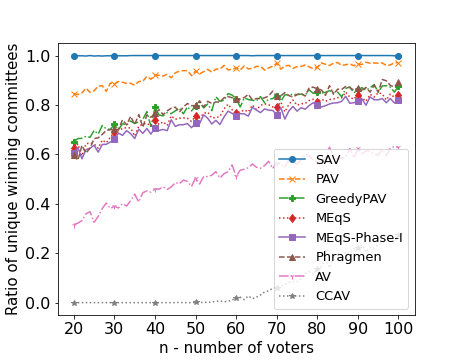 Ratio of unique winning committees
1.0
0.8
0.6
0.4
0.2
0.0
SAV
PAV
GreedyPAV
MEqS
MEqS-Phase-I
Phragmen
AV
CCAV
20 30 40 50 60 70 80 90 100
n - number of voters